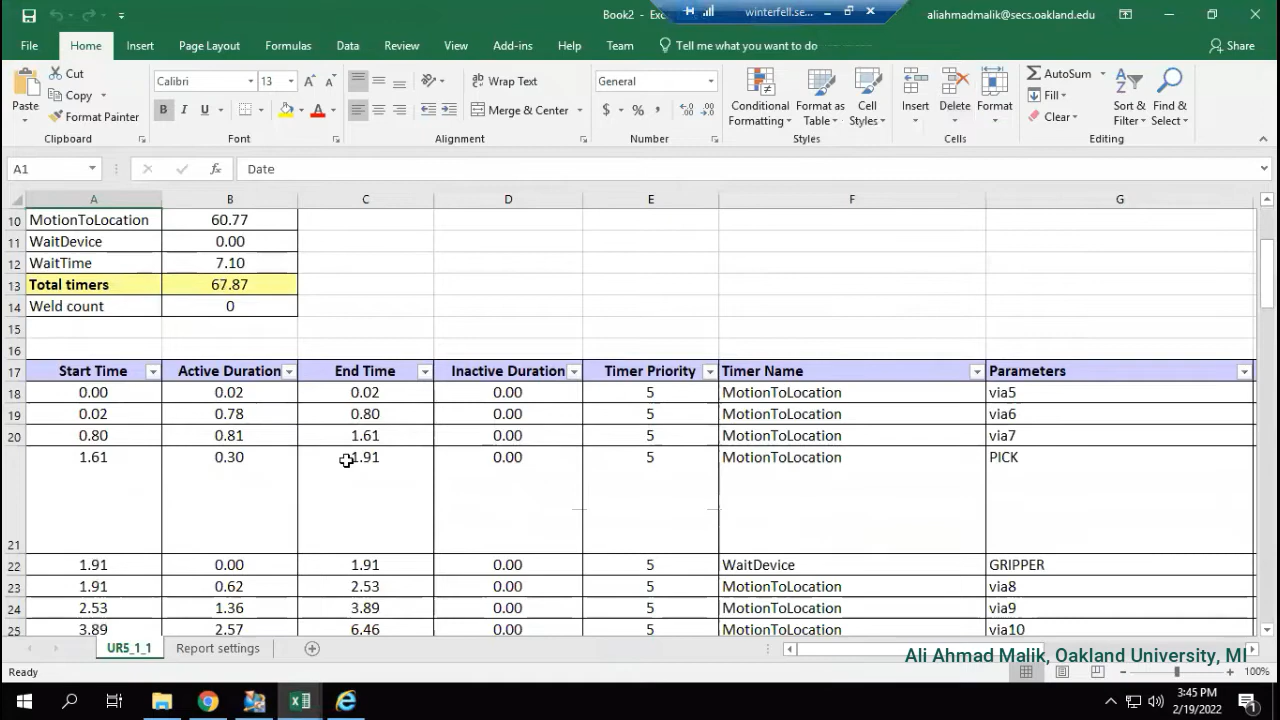 Book2 - Exc
winterfell.se...
aliahmadmalik@secs.oakland.edu
File Home Insert Page Layout Formulas Data Review View Add-ins Help Team Tell me what you want to do Share
Paste Cut Copy Format Painter
Calibri 13
B I U
Wrap Text
Merge & Center
General
$ % ,
Conditional Formatting
Format as Table
Cell Styles
Insert Delete Format
AutoSum
Fill
Clear
Sort & Filter
Find & Select
Clipboard Font Alignment Number Styles Cells Editing
A1 fx Date
A B C D E F G
10 MotionToLocation 60.77
11 WaitDevice 0.00
12 WaitTime 7.10
13 Total timers 67.87
14 Weld count 0
15
16
17 Start Time Active Duration End Time Inactive Duration Timer Priority Timer Name Parameters
18 0.00 0.02 0.02 0.00 5 MotionToLocation via5
19 0.02 0.78 0.80 0.00 5 MotionToLocation via6
20 0.80 0.81 1.61 0.00 5 MotionToLocation via7
21 1.61 0.30 1.91 0.00 5 MotionToLocation PICK
22 1.91 0.00 1.91 0.00 5 WaitDevice GRIPPER
23 1.91 0.62 2.53 0.00 5 MotionToLocation via8
24 2.53 1.36 3.89 0.00 5 MotionToLocation via9
25 3.89 2.57 6.46 0.00 5 MotionToLocation via10
UR5_1_1 Report settings
Ali Ahmad Malik, Oakland University, MI
Ready 100%
3:45 PM
2/19/2022
1